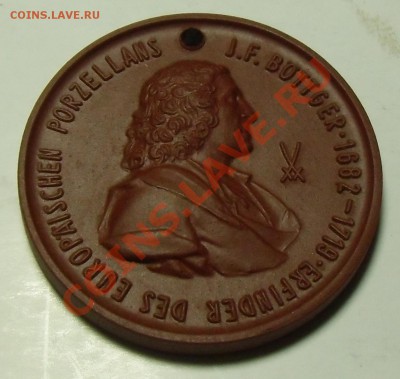 COINS.LAVE.RU
J.F. BÖTTGER · 1682-1719 · ERFINDER DES EUROPÄISCHEN PORZELLANS
COINS.LAVE.RU